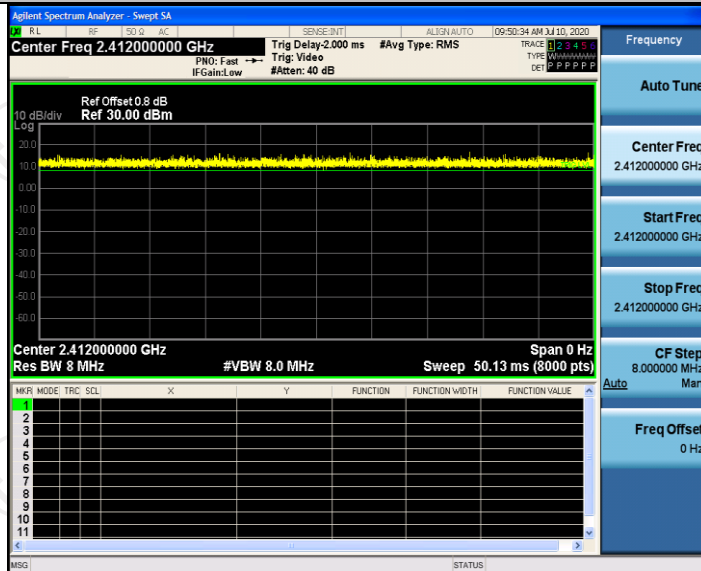 Agilent Spectrum Analyzer - Swept SA
RL RF 50 Ω AC SENSE:INT ALIGN AUTO 09:50:34 AM Jul 10, 2020
Center Freq 2.412000000 GHz
Trig Delay-2.000 ms #Avg Type: RMS
TRACE 1 2 3 4 5 6
PNO: Fast
Trig: Video
TYPE W
IFGain:Low
#Atten: 40 dB
DET P P P P P P
Ref Offset 0.8 dB
10 dB/div Ref 30.00 dBm
Log
20.0
10.0
0.00
-10.0
-20.0
-30.0
-40.0
-50.0
-60.0
Center 2.412000000 GHz Span 0 Hz
Res BW 8 MHz #VBW 8.0 MHz Sweep 50.13 ms (8000 pts)
MKR MODE TRC SCL X Y FUNCTION FUNCTION WIDTH FUNCTION VALUE
1
2
3
4
5
6
7
8
9
10
11
MSG STATUS
Frequency
Auto Tune
Center Freq
2.412000000 GHz
Start Freq
2.412000000 GHz
Stop Freq
2.412000000 GHz
CF Step
8.000000 MHz
Auto Man
Freq Offset
0 Hz